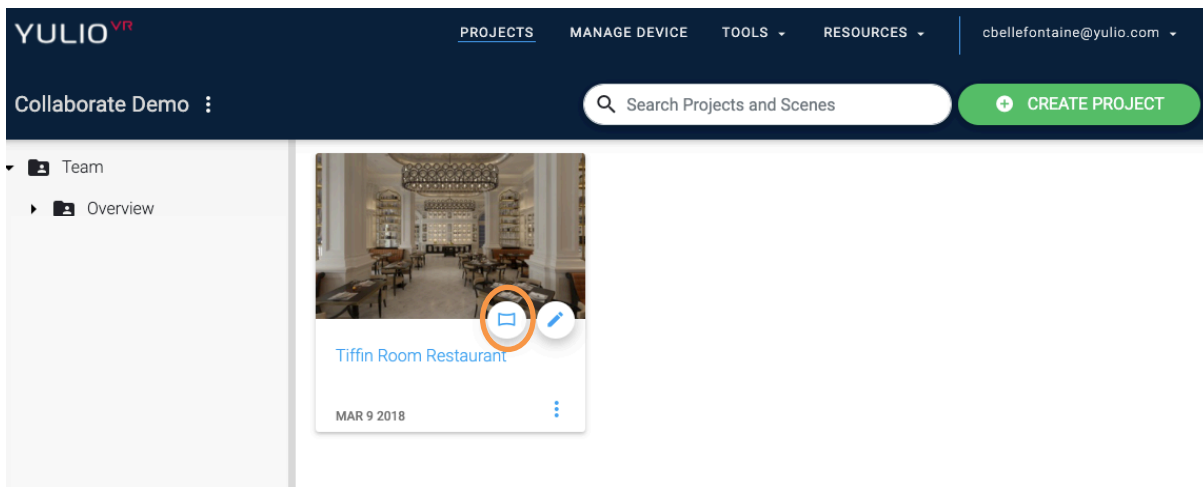 YULIO VR
PROJECTS MANAGE DEVICE TOOLS RESOURCES cbellefontaine@yulio.com
Collaborate Demo
Search Projects and Scenes
CREATE PROJECT
Team
Overview
Tiffin Room Restaurant
MAR 9 2018